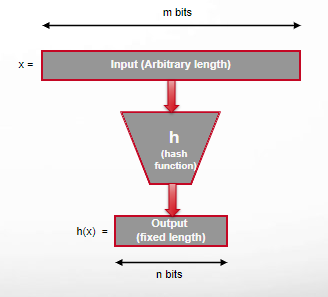 m bits
x = Input (Arbitrary length)
h
(hash
function)
h(x) = Output
(fixed length)
n bits